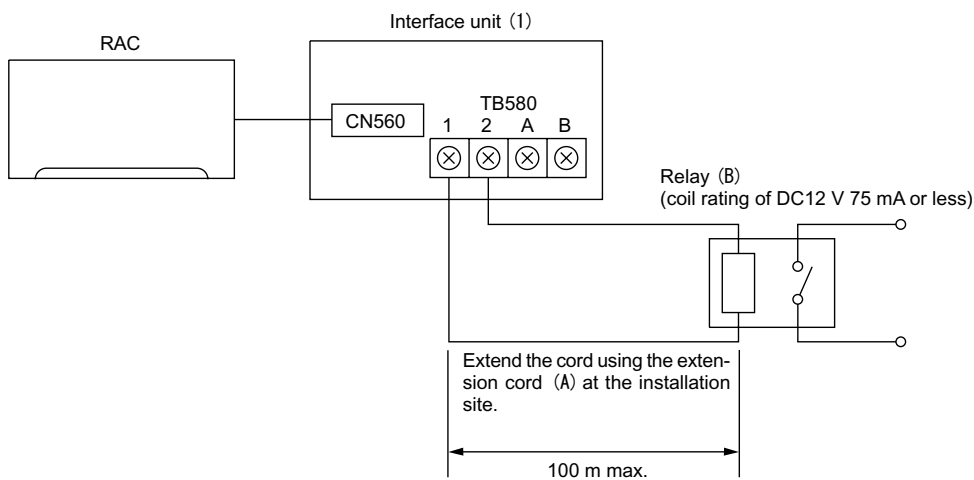 Interface unit (1)
RAC
TB580
CN560
1 2 A B
Relay (B)
(coil rating of DC12 V 75 mA or less)
Extend the cord using the exten-
sion cord (A) at the installation
site.
100 m max.